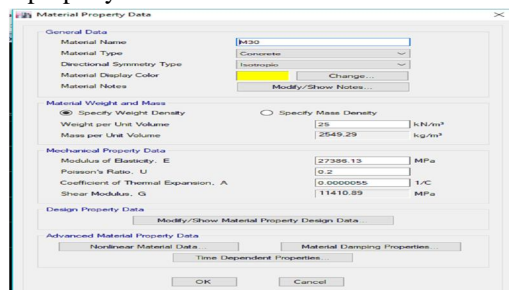 Material Property Data
General Data
Material Name M30
Material Type Concrete
Directional Symmetry Type Isotropic
Material Display Color Change...
Material Notes Modify/Show Notes...
Material Weight and Mass
Specify Weight Density Specify Mass Density
Weight per Unit Volume 25 kN/m³
Mass per Unit Volume 2549.29 kg/m³
Mechanical Property Data
Modulus of Elasticity, E 27386.13 MPa
Poisson's Ratio, U 0.2
Coefficient of Thermal Expansion, A 0.0000055 1/C
Shear Modulus, G 11410.89 MPa
Design Property Data
Modify/Show Material Property Design Data...
Advanced Material Property Data
Nonlinear Material Data... Material Damping Properties...
Time Dependent Properties...
OK Cancel